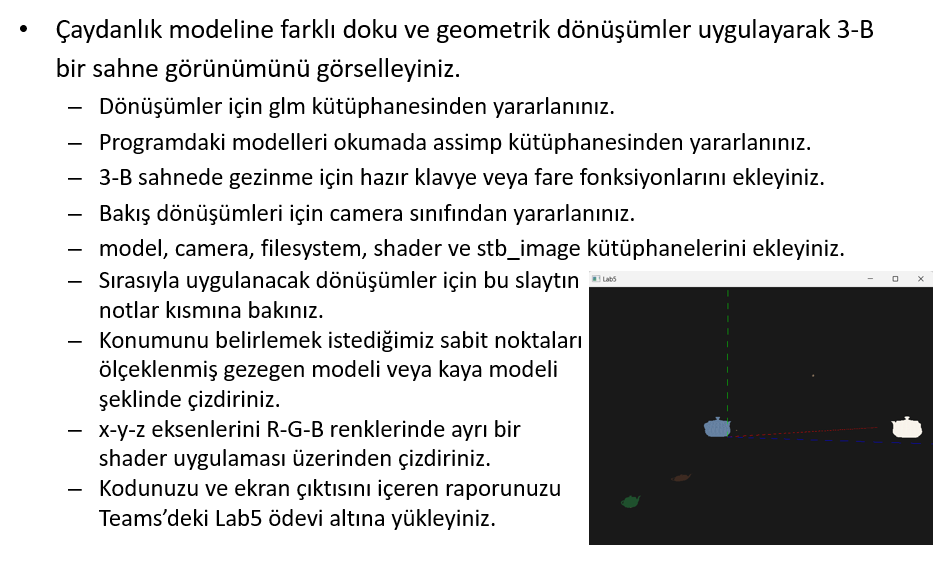 • Çaydanlık modeline farklı doku ve geometrik dönüşümler uygulayarak 3-B
bir sahne görünümünü görselleyiniz.
– Dönüşümler için glm kütüphanesinden yararlanınız.
– Programdaki modelleri okumada assimp kütüphanesinden yararlanınız.
– 3-B sahnede gezinme için hazır klavye veya fare fonksiyonlarını ekleyiniz.
– Bakış dönüşümleri için camera sınıfından yararlanınız.
– model, camera, filesystem, shader ve stb_image kütüphanelerini ekleyiniz.
– Sırasıyla uygulanacak dönüşümler için bu slaytın
notlar kısmına bakınız.
– Konumunu belirlemek istediğimiz sabit noktaları
ölçeklenmiş gezegen modeli veya kaya modeli
şeklinde çizdiriniz.
– x-y-z eksenlerini R-G-B renklerinde ayrı bir
shader uygulaması üzerinden çizdiriniz.
– Kodunuzu ve ekran çıktısını içeren raporunuzu
Teams’deki Lab5 ödevi altına yükleyiniz.
Lab5